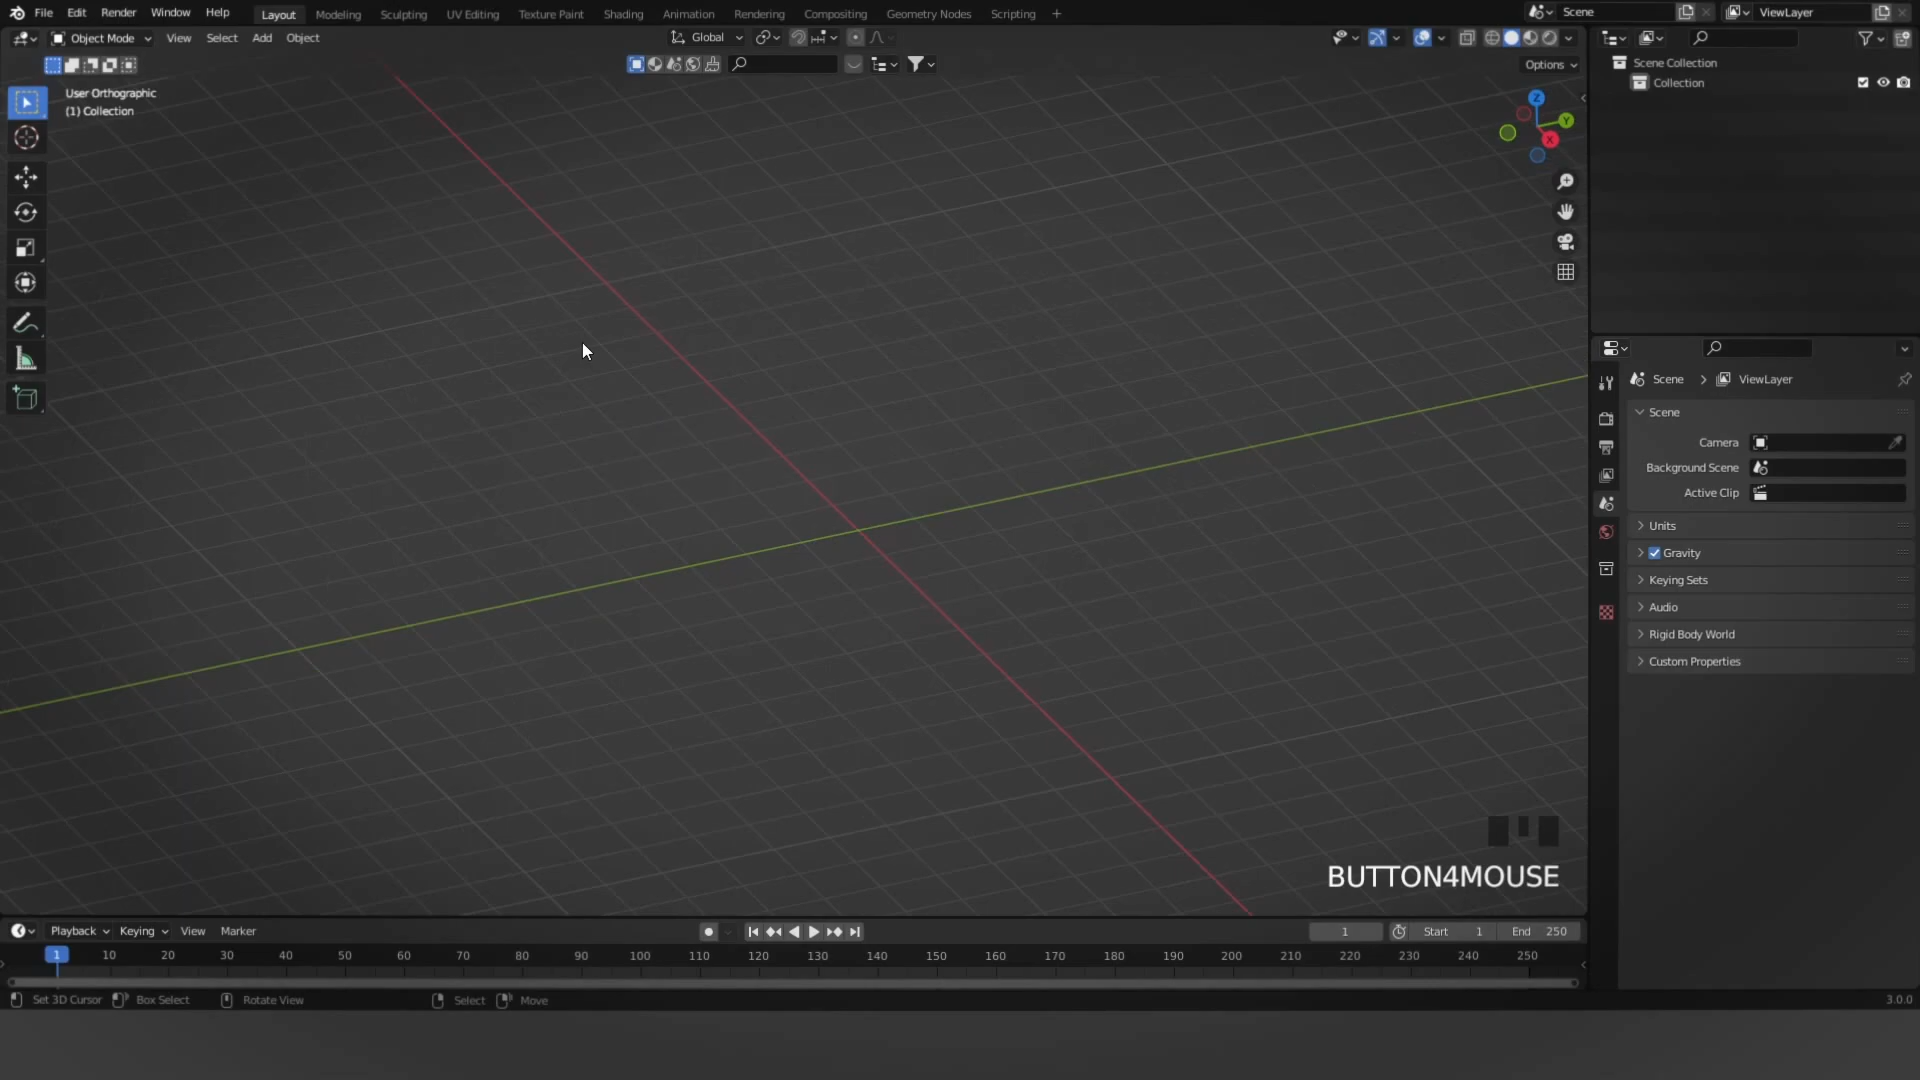 File Edit Render Window Help Layout Modeling Sculpting UV Editing Texture Paint Shading Animation Rendering Compositing Geometry Nodes Scripting + Scene ViewLayer
Object Mode View Select Add Object Global
Options
User Orthographic
(1) Collection
Z
Y
X
Scene Collection
Collection
Scene > ViewLayer
Scene
Camera
Background Scene
Active Clip
Units
Gravity
Keying Sets
Audio
Rigid Body World
Custom Properties
BUTTON4MOUSE
Playback Keying View Marker 1 Start 1 End 250
1 10 20 30 40 50 60 70 80 90 100 110 120 130 140 150 160 170 180 190 200 210 220 230 240 250
Set 3D Cursor Box Select Rotate View Select Move 3.0.0